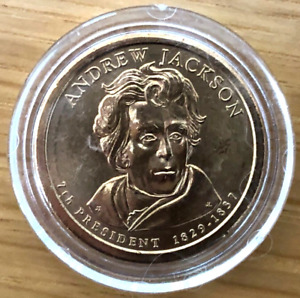 ANDREW JACKSON
7th PRESIDENT 1829-1837